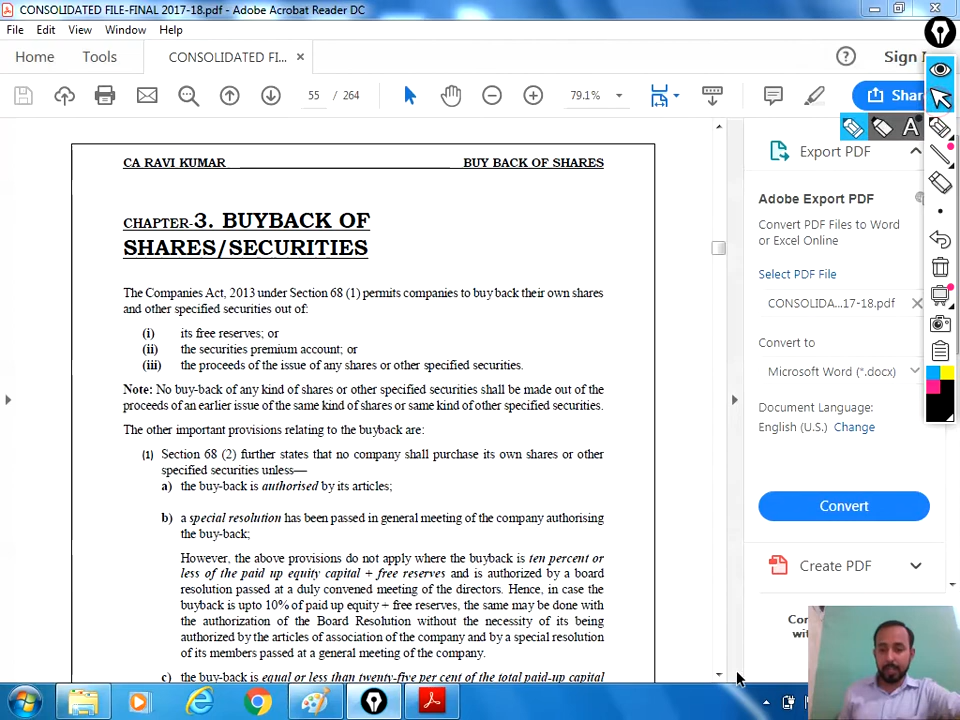 CONSOLIDATED FILE-FINAL 2017-18.pdf - Adobe Acrobat Reader DC
File Edit View Window Help
Home Tools CONSOLIDATED FI... × Sign
55 / 264 79.1% Shar
CA RAVI KUMAR BUY BACK OF SHARES
CHAPTER-3. BUYBACK OF
SHARES/SECURITIES
The Companies Act, 2013 under Section 68 (1) permits companies to buy back their own shares
and other specified securities out of:
(i) its free reserves; or
(ii) the securities premium account; or
(iii) the proceeds of the issue of any shares or other specified securities.
Note: No buy-back of any kind of shares or other specified securities shall be made out of the
proceeds of an earlier issue of the same kind of shares or same kind of other specified securities.
The other important provisions relating to the buyback are:
(1) Section 68 (2) further states that no company shall purchase its own shares or other
specified securities unless—
a) the buy-back is authorised by its articles;
b) a special resolution has been passed in general meeting of the company authorising
the buy-back;
However, the above provisions do not apply where the buyback is ten percent or
less of the paid up equity capital + free reserves and is authorized by a board
resolution passed at a duly convened meeting of the directors. Hence, in case the
buyback is upto 10% of paid up equity + free reserves, the same may be done with
the authorization of the Board Resolution without the necessity of its being
authorized by the articles of association of the company and by a special resolution
of its members passed at a general meeting of the company.
c) the buy-back is equal or less than twenty-five per cent of the total paid-up capital
A
Export PDF
Adobe Export PDF
Convert PDF Files to Word
or Excel Online
Select PDF File
CONSOLIDA...17-18.pdf
Convert to
Microsoft Word (*.docx)
Document Language:
English (U.S.) Change
Convert
Create PDF